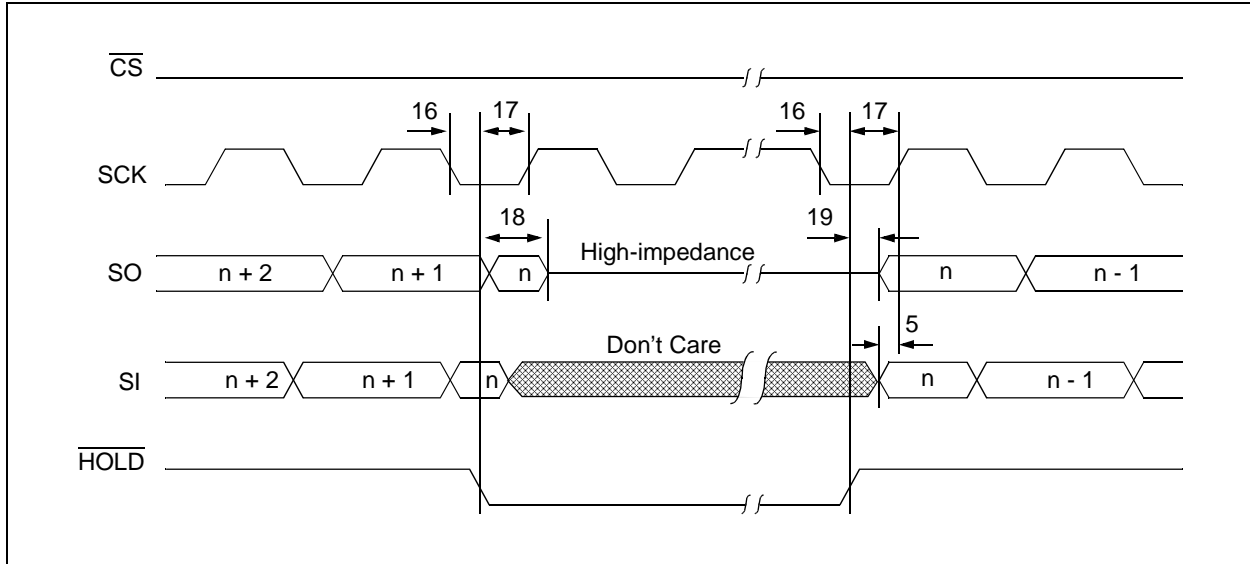 CS
16 17 16 17
SCK
18 19
High-impedance
SO n + 2 n + 1 n n n - 1
5
Don't Care
SI n + 2 n + 1 n n n - 1
HOLD